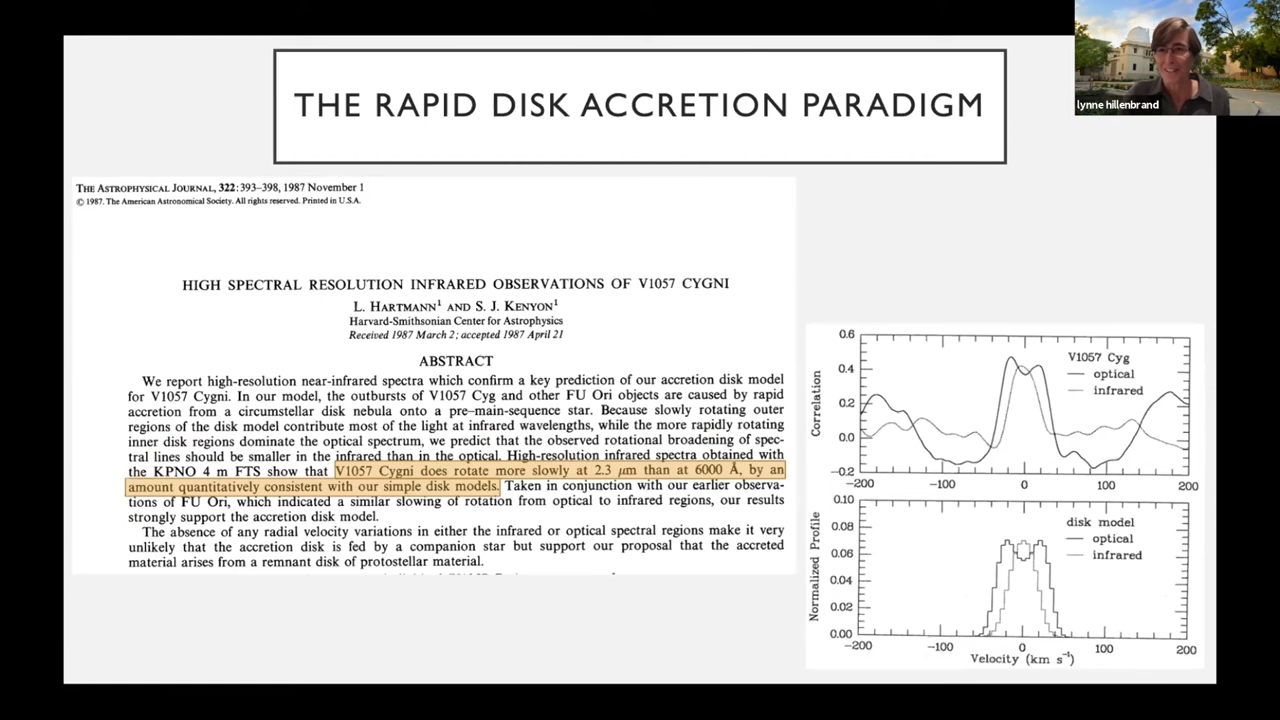 lynne hillenbrand
THE RAPID DISK ACCRETION PARADIGM
THE ASTROPHYSICAL JOURNAL, 322:393–398, 1987 November 1
© 1987. The American Astronomical Society. All rights reserved. Printed in U.S.A.
HIGH SPECTRAL RESOLUTION INFRARED OBSERVATIONS OF V1057 CYGNI
L. HARTMANN¹ AND S. J. KENYON¹
Harvard-Smithsonian Center for Astrophysics
Received 1987 March 2; accepted 1987 April 21
ABSTRACT
We report high-resolution near-infrared spectra which confirm a key prediction of our accretion disk model
for V1057 Cygni. In our model, the outbursts of V1057 Cyg and other FU Ori objects are caused by rapid
accretion from a circumstellar disk nebula onto a pre–main-sequence star. Because slowly rotating outer
regions of the disk model contribute most of the light at infrared wavelengths, while the more rapidly rotating
inner disk regions dominate the optical spectrum, we predict that the observed rotational broadening of spec-
tral lines should be smaller in the infrared than in the optical. High-resolution infrared spectra obtained with
the KPNO 4 m FTS show that V1057 Cygni does rotate more slowly at 2.3 μm than at 6000 Å, by an
amount quantitatively consistent with our simple disk models. Taken in conjunction with our earlier observa-
tions of FU Ori, which indicated a similar slowing of rotation from optical to infrared regions, our results
strongly support the accretion disk model.
The absence of any radial velocity variations in either the infrared or optical spectral regions make it very
unlikely that the accretion disk is fed by a companion star but support our proposal that the accreted
material arises from a remnant disk of protostellar material.
0.6
0.4
0.2
0.0
−0.2
Correlation
V1057 Cyg
optical
infrared
−200 −100 0 100 200
0.10
0.08
0.06
0.04
0.02
0.00
Normalized Profile
disk model
optical
infrared
−200 −100 0 100 200
Velocity (km s⁻¹)